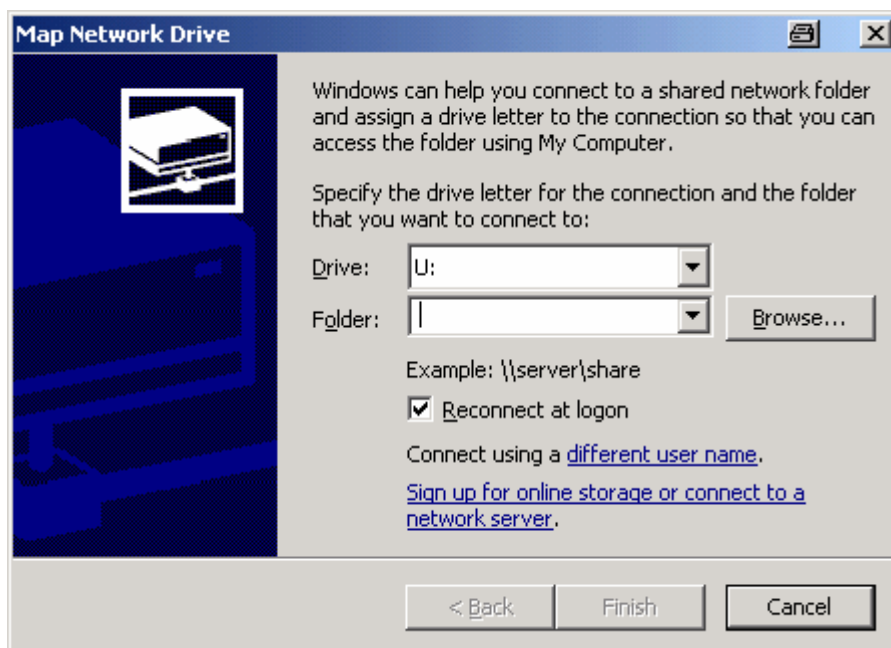 Map Network Drive
Windows can help you connect to a shared network folder
and assign a drive letter to the connection so that you can
access the folder using My Computer.
Specify the drive letter for the connection and the folder
that you want to connect to:
Drive: U:
Folder: Browse...
Example: \\server\share
Reconnect at logon
Connect using a different user name.
Sign up for online storage or connect to a
network server.
< Back Finish Cancel